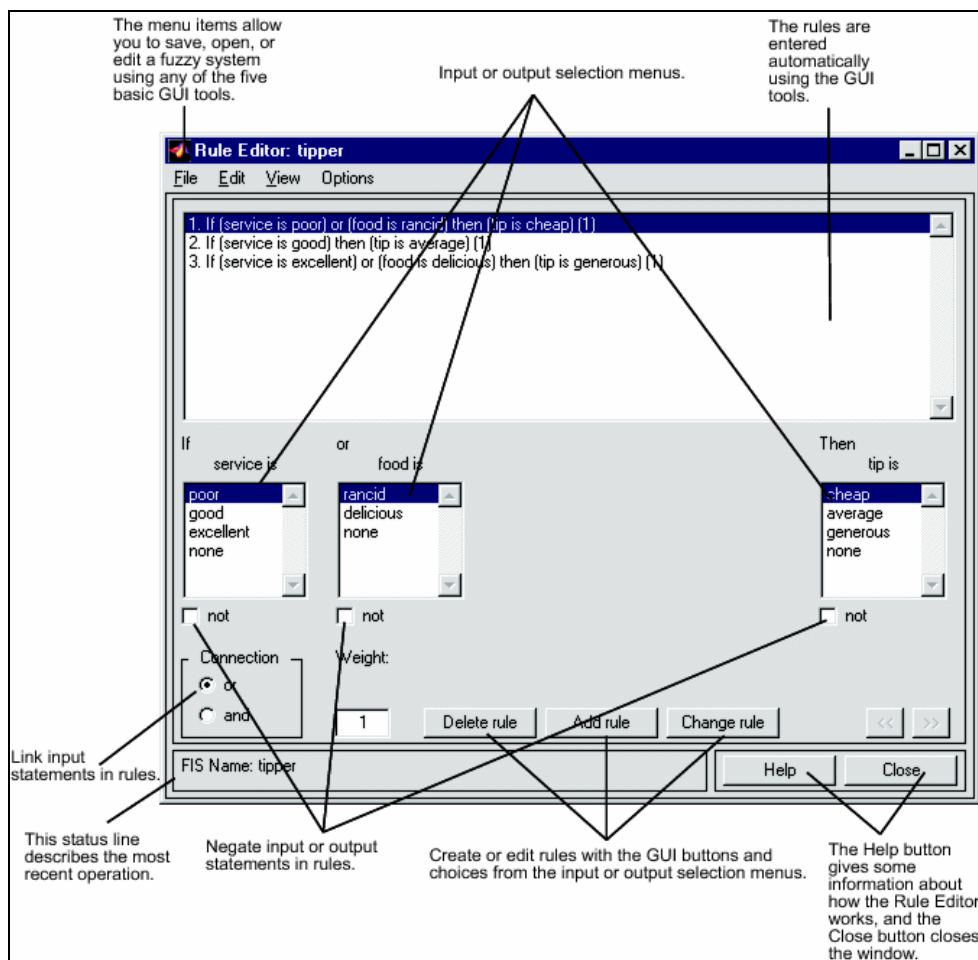 The menu items allow
you to save, open, or
edit a fuzzy system
using any of the five
basic GUI tools.
Input or output selection menus.
The rules are
entered
automatically
using the GUI
tools.
Rule Editor: tipper
File Edit View Options
1. If (service is poor) or (food is rancid) then (tip is cheap) (1)
2. If (service is good) then (tip is average) (1)
3. If (service is excellent) or (food is delicious) then (tip is generous) (1)
If or Then
service is food is tip is
poor
good
excellent
none
rancid
delicious
none
cheap
average
generous
none
not not not
Connection
or
and
Weight:
1
Delete rule Add rule Change rule << >>
FIS Name: tipper
Help Close
Link input
statements in rules.
This status line
describes the most
recent operation.
Negate input or output
statements in rules.
Create or edit rules with the GUI buttons and
choices from the input or output selection menus.
The Help button
gives some
information about
how the Rule Editor
works, and the
Close button closes
the window.